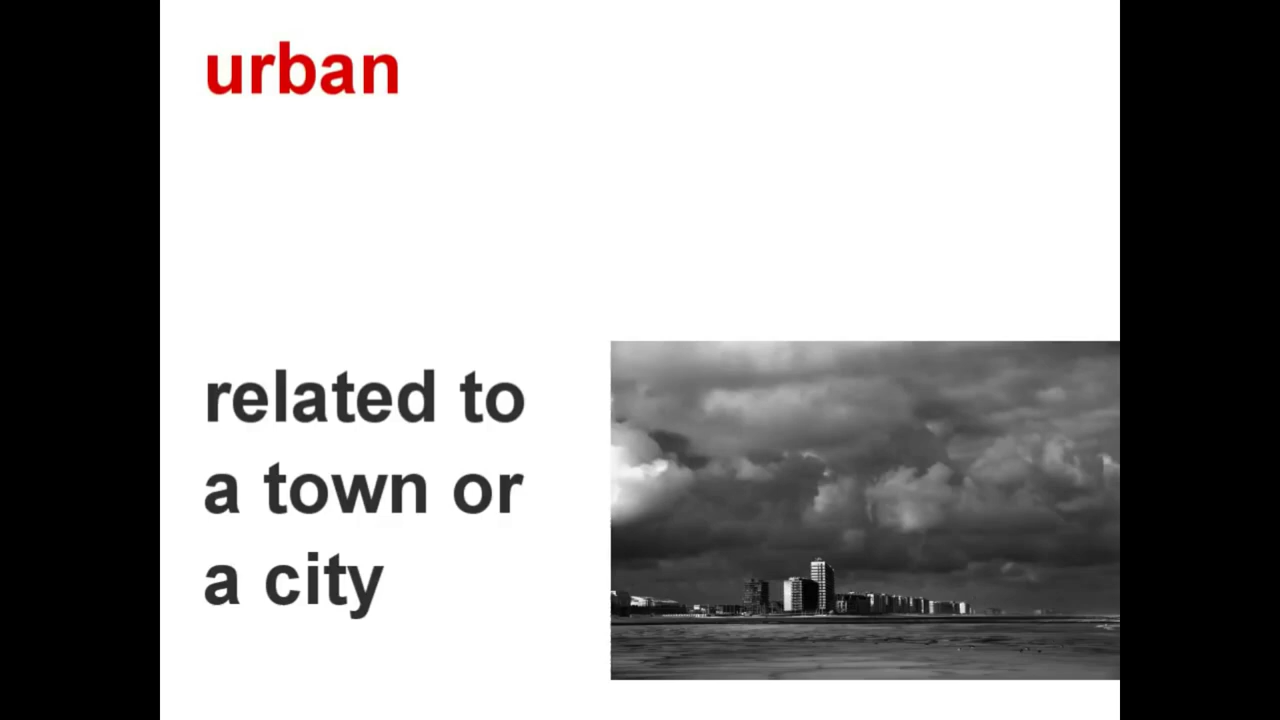 urban
related to
a town or
a city